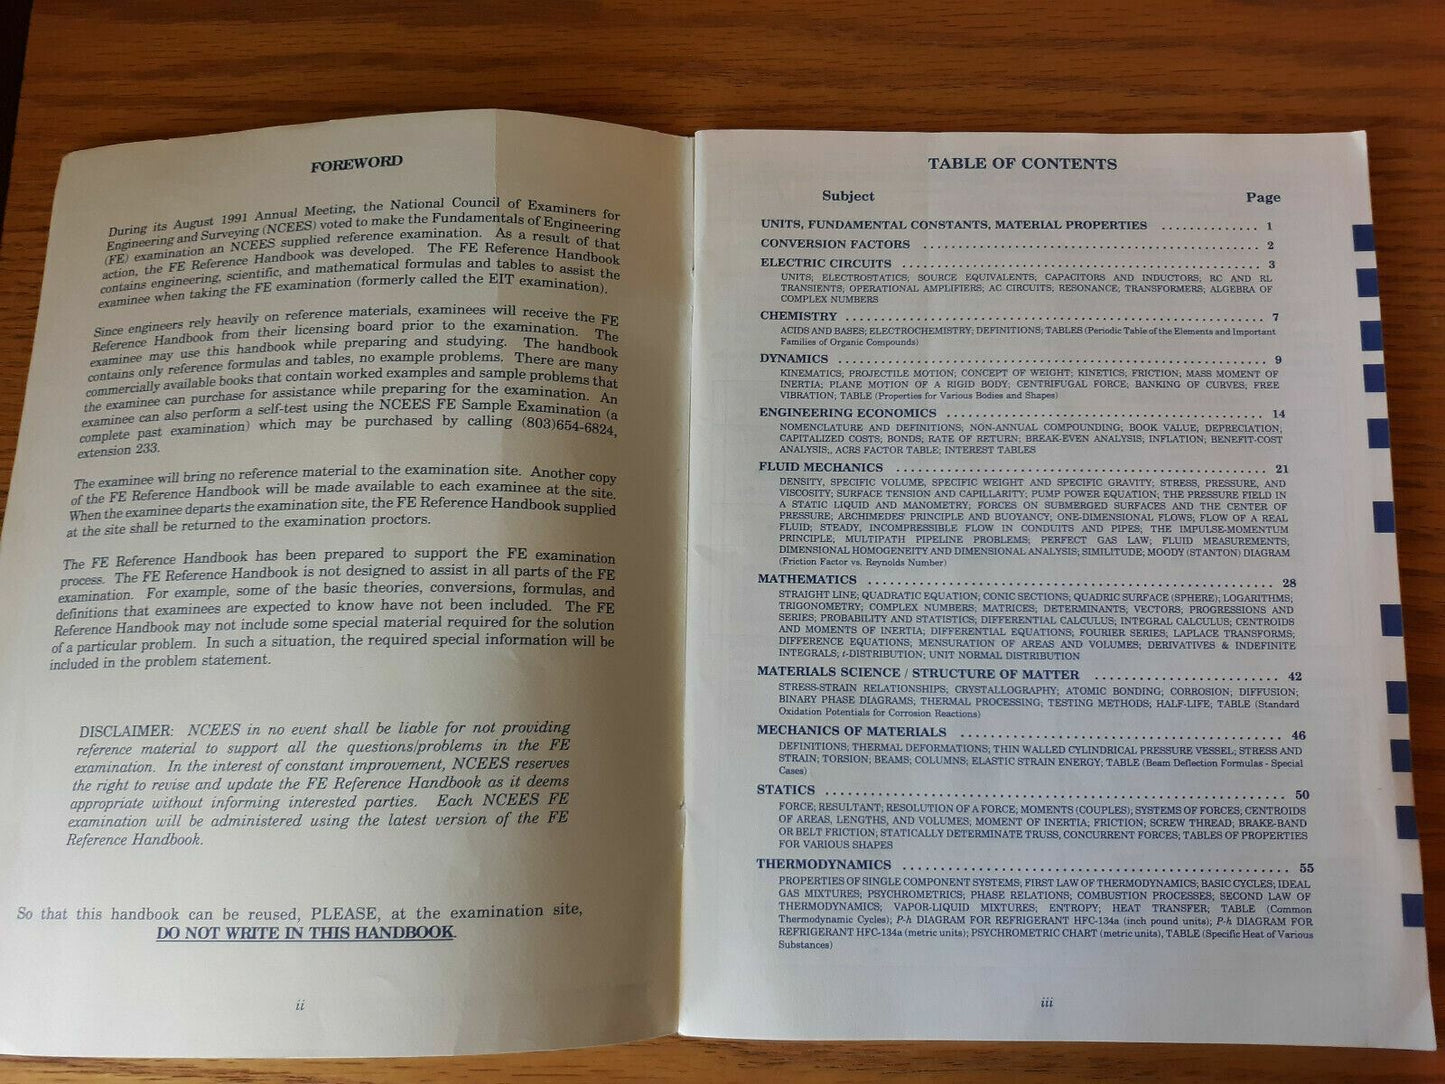 FOREWORD
During its August 1991 Annual Meeting, the National Council of Examiners for
Engineering and Surveying (NCEES) voted to make the Fundamentals of Engineering
(FE) examination an NCEES supplied reference examination. As a result of that
action, the FE Reference Handbook was developed. The FE Reference Handbook
contains engineering, scientific, and mathematical formulas and tables to assist the
examinee when taking the FE examination (formerly called the EIT examination).
Since engineers rely heavily on reference materials, examinees will receive the FE
Reference Handbook from their licensing board prior to the examination. The
examinee may use this handbook while preparing and studying. The handbook
contains only reference formulas and tables, no example problems. There are many
commercially available books that contain worked examples and sample problems that
the examinee can purchase for assistance while preparing for the examination. An
examinee can also perform a self-test using the NCEES FE Sample Examination (a
complete past examination) which may be purchased by calling (803)654-6824,
extension 233.
The examinee will bring no reference material to the examination site. Another copy
of the FE Reference Handbook will be made available to each examinee at the site.
When the examinee departs the examination site, the FE Reference Handbook supplied
at the site shall be returned to the examination proctors.
The FE Reference Handbook has been prepared to support the FE examination
process. The FE Reference Handbook is not designed to assist in all parts of the FE
examination. For example, some of the basic theories, conversions, formulas, and
definitions that examinees are expected to know have not been included. The FE
Reference Handbook may not include some special material required for the solution
of a particular problem. In such a situation, the required special information will be
included in the problem statement.
DISCLAIMER: NCEES in no event shall be liable for not providing
reference material to support all the questions/problems in the FE
examination. In the interest of constant improvement, NCEES reserves
the right to revise and update the FE Reference Handbook as it deems
appropriate without informing interested parties. Each NCEES FE
examination will be administered using the latest version of the FE
Reference Handbook.
So that this handbook can be reused, PLEASE, at the examination site,
DO NOT WRITE IN THIS HANDBOOK.
ii
TABLE OF CONTENTS
Subject Page
UNITS, FUNDAMENTAL CONSTANTS, MATERIAL PROPERTIES . . . . . . . . . . . . . 1
CONVERSION FACTORS . . . . . . . . . . . . . . . . . . . . . . . . . . . . . . . . . . . . . . . . . . . 2
ELECTRIC CIRCUITS . . . . . . . . . . . . . . . . . . . . . . . . . . . . . . . . . . . . . . . . . . . . . 3
UNITS; ELECTROSTATICS; SOURCE EQUIVALENTS; CAPACITORS AND INDUCTORS; RC AND RL
TRANSIENTS; OPERATIONAL AMPLIFIERS; AC CIRCUITS; RESONANCE; TRANSFORMERS; ALGEBRA OF
COMPLEX NUMBERS
CHEMISTRY . . . . . . . . . . . . . . . . . . . . . . . . . . . . . . . . . . . . . . . . . . . . . . . . . . . . 7
ACIDS AND BASES; ELECTROCHEMISTRY; DEFINITIONS; TABLES (Periodic Table of the Elements and Important
Families of Organic Compounds)
DYNAMICS . . . . . . . . . . . . . . . . . . . . . . . . . . . . . . . . . . . . . . . . . . . . . . . . . . . . . 9
KINEMATICS; PROJECTILE MOTION; CONCEPT OF WEIGHT; KINETICS; FRICTION; MASS MOMENT OF
INERTIA; PLANE MOTION OF A RIGID BODY; CENTRIFUGAL FORCE; BANKING OF CURVES; FREE
VIBRATION; TABLE (Properties for Various Bodies and Shapes)
ENGINEERING ECONOMICS . . . . . . . . . . . . . . . . . . . . . . . . . . . . . . . . . . . . . . . 14
NOMENCLATURE AND DEFINITIONS; NON-ANNUAL COMPOUNDING; BOOK VALUE, DEPRECIATION;
CAPITALIZED COSTS; BONDS; RATE OF RETURN; BREAK-EVEN ANALYSIS, INFLATION, BENEFIT-COST
ANALYSIS;, ACRS FACTOR TABLE; INTEREST TABLES
FLUID MECHANICS . . . . . . . . . . . . . . . . . . . . . . . . . . . . . . . . . . . . . . . . . . . . . 21
DENSITY, SPECIFIC VOLUME, SPECIFIC WEIGHT AND SPECIFIC GRAVITY; STRESS, PRESSURE, AND
VISCOSITY; SURFACE TENSION AND CAPILLARITY; PUMP POWER EQUATION; THE PRESSURE FIELD IN
A STATIC LIQUID AND MANOMETRY; FORCES ON SUBMERGED SURFACES AND THE CENTER OF
PRESSURE; ARCHIMEDES' PRINCIPLE AND BUOYANCY; ONE-DIMENSIONAL FLOWS; FLOW OF A REAL
FLUID; STEADY, INCOMPRESSIBLE FLOW IN CONDUITS AND PIPES; THE IMPULSE-MOMENTUM
PRINCIPLE; MULTIPATH PIPELINE PROBLEMS; PERFECT GAS LAW; FLUID MEASUREMENTS;
DIMENSIONAL HOMOGENEITY AND DIMENSIONAL ANALYSIS; SIMILITUDE; MOODY (STANTON) DIAGRAM
(Friction Factor vs. Reynolds Number)
MATHEMATICS . . . . . . . . . . . . . . . . . . . . . . . . . . . . . . . . . . . . . . . . . . . . . . . . . 28
STRAIGHT LINE; QUADRATIC EQUATION; CONIC SECTIONS; QUADRIC SURFACE (SPHERE); LOGARITHMS;
TRIGONOMETRY; COMPLEX NUMBERS; MATRICES; DETERMINANTS, VECTORS; PROGRESSIONS AND
SERIES; PROBABILITY AND STATISTICS; DIFFERENTIAL CALCULUS; INTEGRAL CALCULUS; CENTROIDS
AND MOMENTS OF INERTIA; DIFFERENTIAL EQUATIONS; FOURIER SERIES; LAPLACE TRANSFORMS;
DIFFERENCE EQUATIONS; MENSURATION OF AREAS AND VOLUMES; DERIVATIVES & INDEFINITE
INTEGRALS; t-DISTRIBUTION; UNIT NORMAL DISTRIBUTION
MATERIALS SCIENCE / STRUCTURE OF MATTER . . . . . . . . . . . . . . . . . . . . . . . 42
STRESS-STRAIN RELATIONSHIPS; CRYSTALLOGRAPHY; ATOMIC BONDING; CORROSION; DIFFUSION;
BINARY PHASE DIAGRAMS; THERMAL PROCESSING; TESTING METHODS; HALF-LIFE; TABLE (Standard
Oxidation Potentials for Corrosion Reactions)
MECHANICS OF MATERIALS . . . . . . . . . . . . . . . . . . . . . . . . . . . . . . . . . . . . . . 46
DEFINITIONS; THERMAL DEFORMATIONS; THIN WALLED CYLINDRICAL PRESSURE VESSEL; STRESS AND
STRAIN; TORSION; BEAMS; COLUMNS; ELASTIC STRAIN ENERGY; TABLE (Beam Deflection Formulas - Special
Cases)
STATICS . . . . . . . . . . . . . . . . . . . . . . . . . . . . . . . . . . . . . . . . . . . . . . . . . . . . . . 50
FORCE; RESULTANT; RESOLUTION OF A FORCE; MOMENTS (COUPLES); SYSTEMS OF FORCES; CENTROIDS
OF AREAS, LENGTHS, AND VOLUMES; MOMENT OF INERTIA; FRICTION; SCREW THREAD; BRAKE-BAND
OR BELT FRICTION; STATICALLY DETERMINATE TRUSS, CONCURRENT FORCES; TABLES OF PROPERTIES
FOR VARIOUS SHAPES
THERMODYNAMICS . . . . . . . . . . . . . . . . . . . . . . . . . . . . . . . . . . . . . . . . . . . . . 55
PROPERTIES OF SINGLE COMPONENT SYSTEMS; FIRST LAW OF THERMODYNAMICS; BASIC CYCLES; IDEAL
GAS MIXTURES; PSYCHROMETRICS; PHASE RELATIONS; COMBUSTION PROCESSES; SECOND LAW OF
THERMODYNAMICS; VAPOR-LIQUID MIXTURES; ENTROPY; HEAT TRANSFER; TABLE (Common
Thermodynamic Cycles); P-h DIAGRAM FOR REFRIGERANT HFC-134a (inch pound units); P-h DIAGRAM FOR
REFRIGERANT HFC-134a (metric units); PSYCHROMETRIC CHART (metric units), TABLE (Specific Heat of Various
Substances)
iii